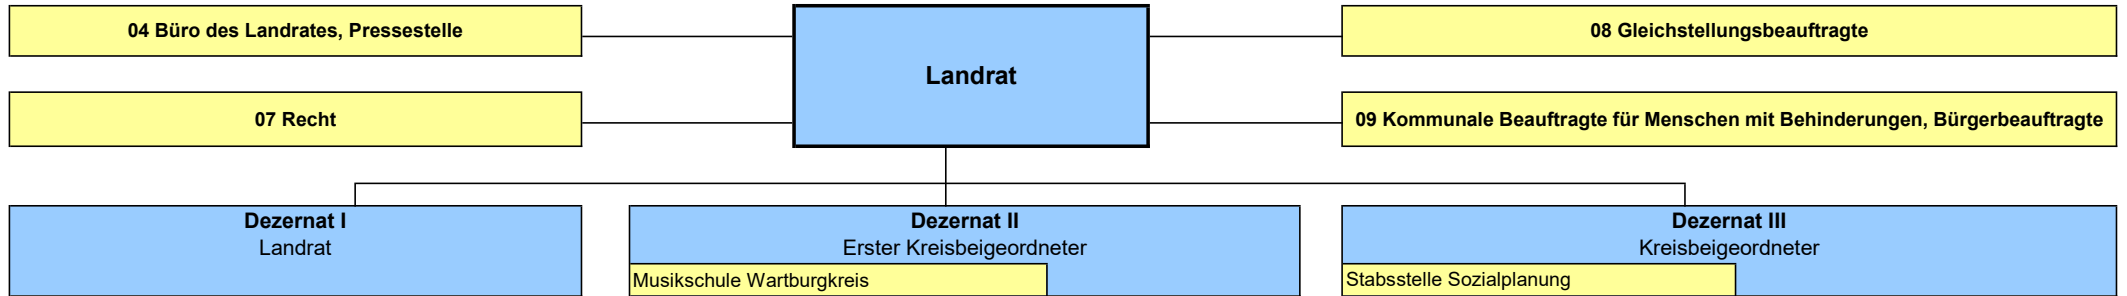 04 Büro des Landrates, Pressestelle
08 Gleichstellungsbeauftragte
Landrat
07 Recht
09 Kommunale Beauftragte für Menschen mit Behinderungen, Bürgerbeauftragte
Dezernat I
Landrat
Dezernat II
Erster Kreisbeigeordneter
Musikschule Wartburgkreis
Dezernat III
Kreisbeigeordneter
Stabsstelle Sozialplanung